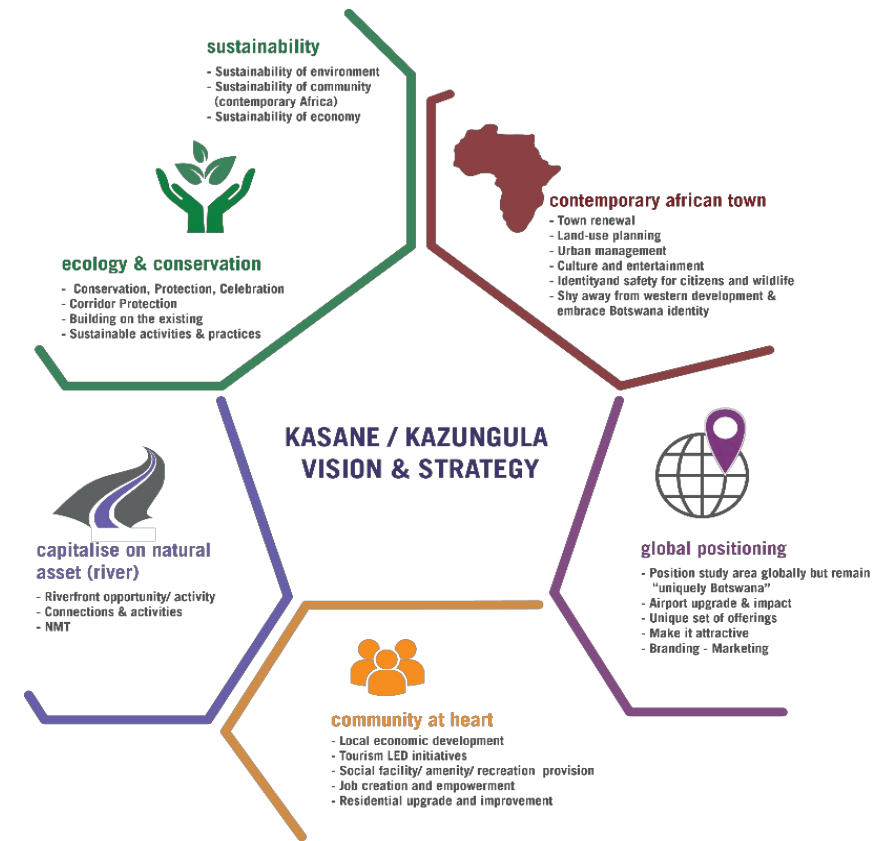 sustainability
- Sustainability of environment
- Sustainability of community
(contemporary Africa)
- Sustainability of economy
ecology & conservation
- Conservation, Protection, Celebration
- Corridor Protection
- Building on the existing
- Sustainable activities & practices
contemporary african town
- Town renewal
- Land-use planning
- Urban management
- Culture and entertainment
- Identityand safety for citizens and wildlife
- Shy away from western development &
embrace Botswana identity
KASANE / KAZUNGULA
VISION & STRATEGY
capitalise on natural
asset (river)
- Riverfront opportunity/ activity
- Connections & activities
- NMT
global positioning
- Position study area globally but remain
"uniquely Botswana"
- Airport upgrade & impact
- Unique set of offerings
- Make it attractive
- Branding - Marketing
community at heart
- Local economic development
- Tourism LED initiatives
- Social facility/ amenity/ recreation provision
- Job creation and empowerment
- Residential upgrade and improvement